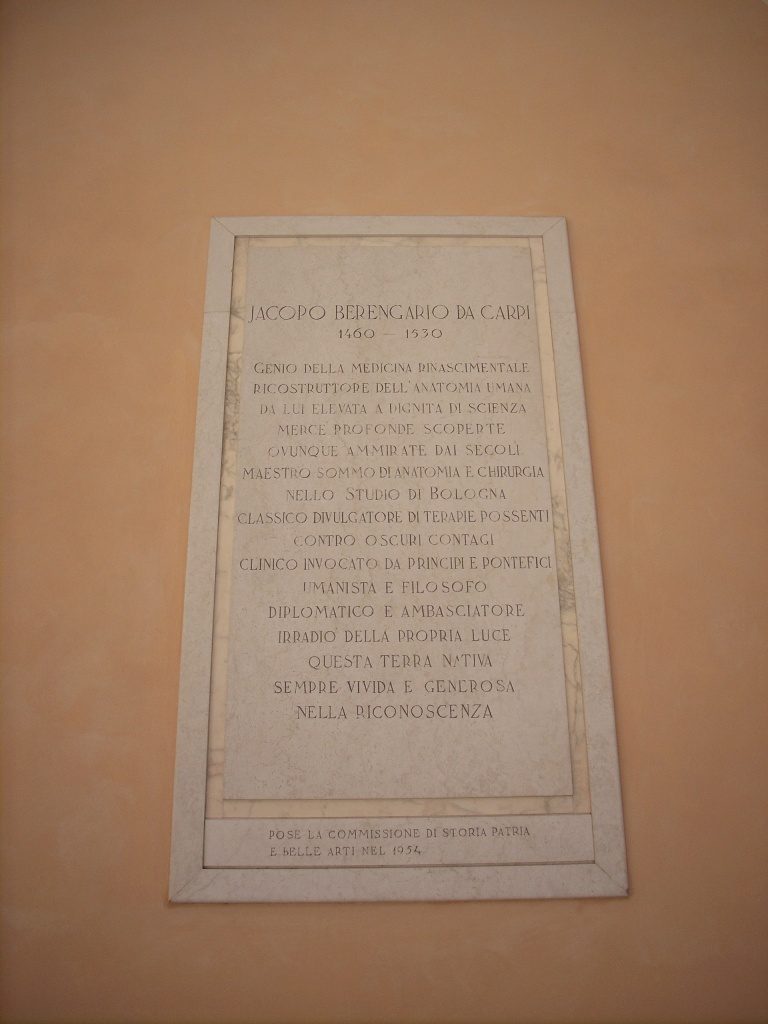 JACOPO BERENGARIO DA CARPI
1460 — 1530
GENIO DELLA MEDICINA RINASCIMENTALE
RICOSTRUTTORE DELL'ANATOMIA UMANA
DA LUI ELEVATA A DIGNITA DI SCIENZA
MERCE' PROFONDE SCOPERTE
OVUNQUE AMMIRATE DAI SECOLI
MAESTRO SOMMO DI ANATOMIA E CHIRURGIA
NELLO STUDIO DI BOLOGNA
CLASSICO DIVULGATORE DI TERAPIE POSSENTI
CONTRO OSCURI CONTAGI
CLINICO INVOCATO DA PRINCIPI E PONTEFICI
UMANISTA E FILOSOFO
DIPLOMATICO E AMBASCIATORE
IRRADIO' DELLA PROPRIA LUCE
QUESTA TERRA NATIVA
SEMPRE VIVIDA E GENEROSA
NELLA RICONOSCENZA
POSE LA COMMISSIONE DI STORIA PATRIA
E BELLE ARTI NEL 1954